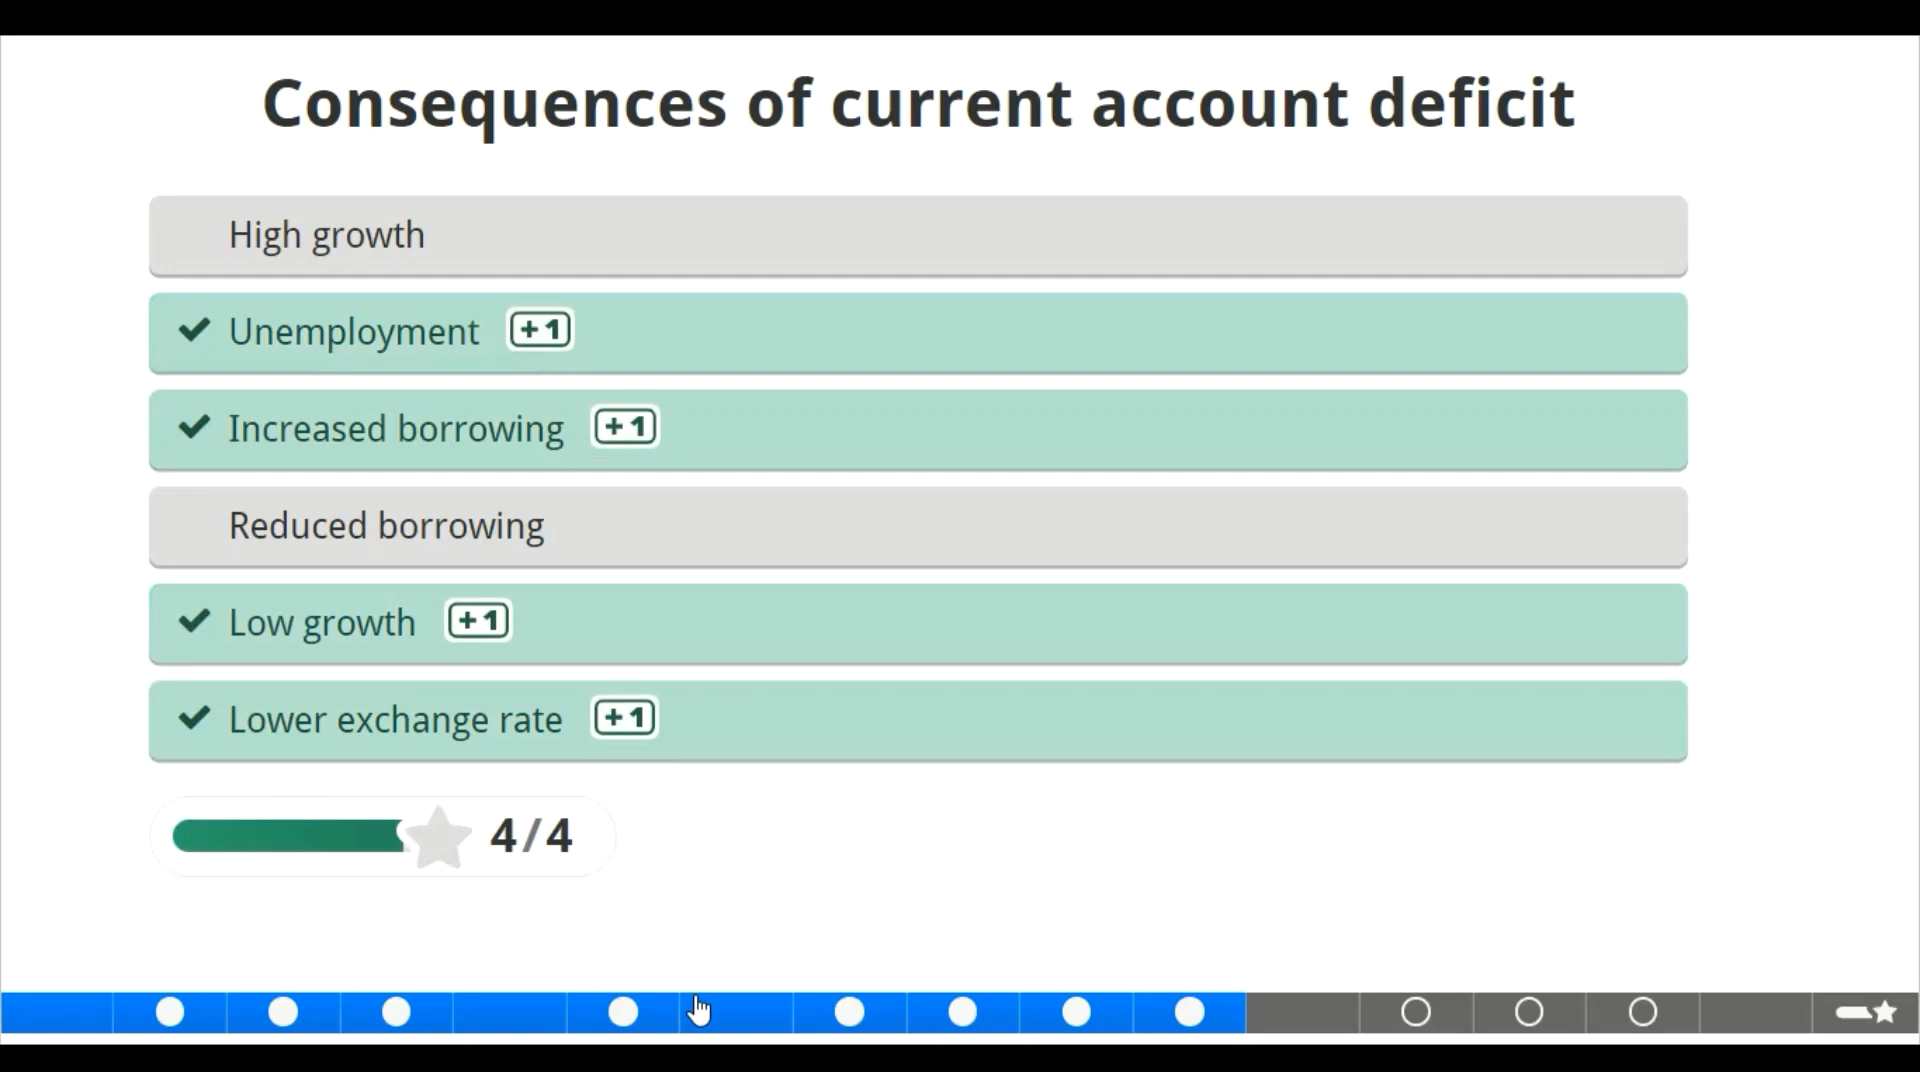 Consequences of current account deficit
High growth
Unemployment +1
Increased borrowing +1
Reduced borrowing
Low growth +1
Lower exchange rate +1
4/4